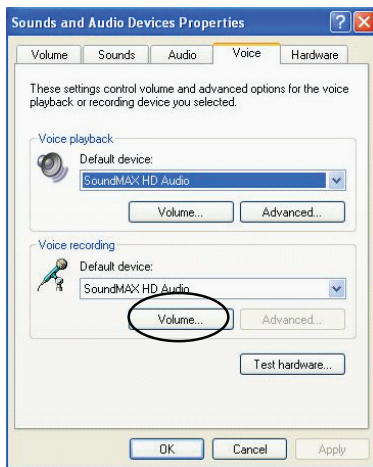 Sounds and Audio Devices Properties
Volume Sounds Audio Voice Hardware
These settings control volume and advanced options for the voice
playback or recording device you selected.
Voice playback
Default device:
SoundMAX HD Audio
Volume... Advanced...
Voice recording
Default device:
SoundMAX HD Audio
Volume... Advanced...
Test hardware...
OK Cancel Apply